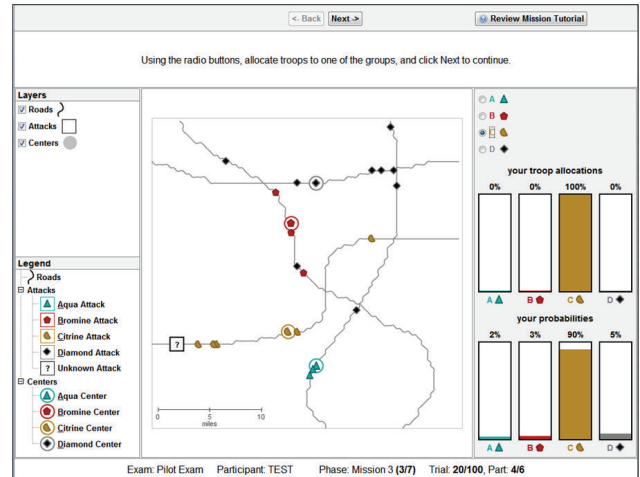 <- Back Next -> Review Mission Tutorial
Using the radio buttons, allocate troops to one of the groups, and click Next to continue.
Layers
Roads
Attacks
Centers
Legend
Roads
Attacks
Aqua Attack
Bromine Attack
Citrine Attack
Diamond Attack
? Unknown Attack
Centers
Aqua Center
Bromine Center
Citrine Center
Diamond Center
?
0 5 10
miles
A
B
C
D
your troop allocations
0% 0% 100% 0%
A B C D
your probabilities
2% 3% 90% 5%
A B C D
Exam: Pilot Exam Participant: TEST Phase: Mission 3 (3/7) Trial: 20/100, Part: 4/6